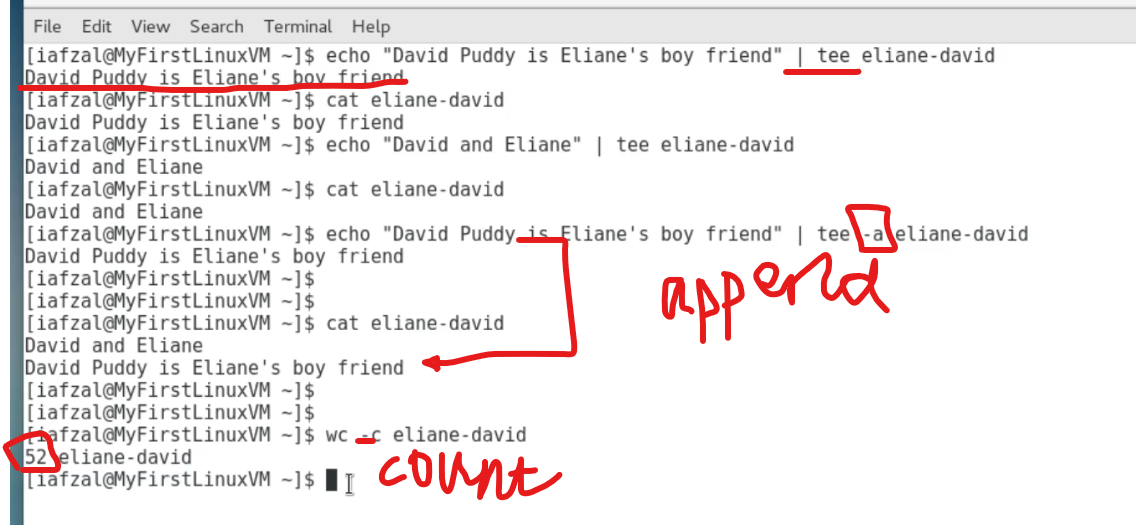 File Edit View Search Terminal Help
[iafzal@MyFirstLinuxVM ~]$ echo "David Puddy is Eliane's boy friend" | tee eliane-david
David Puddy is Eliane's boy friend
[iafzal@MyFirstLinuxVM ~]$ cat eliane-david
David Puddy is Eliane's boy friend
[iafzal@MyFirstLinuxVM ~]$ echo "David and Eliane" | tee eliane-david
David and Eliane
[iafzal@MyFirstLinuxVM ~]$ cat eliane-david
David and Eliane
[iafzal@MyFirstLinuxVM ~]$ echo "David Puddy is Eliane's boy friend" | tee -a eliane-david
David Puddy is Eliane's boy friend
[iafzal@MyFirstLinuxVM ~]$
append
[iafzal@MyFirstLinuxVM ~]$
[iafzal@MyFirstLinuxVM ~]$ cat eliane-david
David and Eliane
David Puddy is Eliane's boy friend
[iafzal@MyFirstLinuxVM ~]$
[iafzal@MyFirstLinuxVM ~]$
[iafzal@MyFirstLinuxVM ~]$ wc -c eliane-david
52 eliane-david
count
[iafzal@MyFirstLinuxVM ~]$